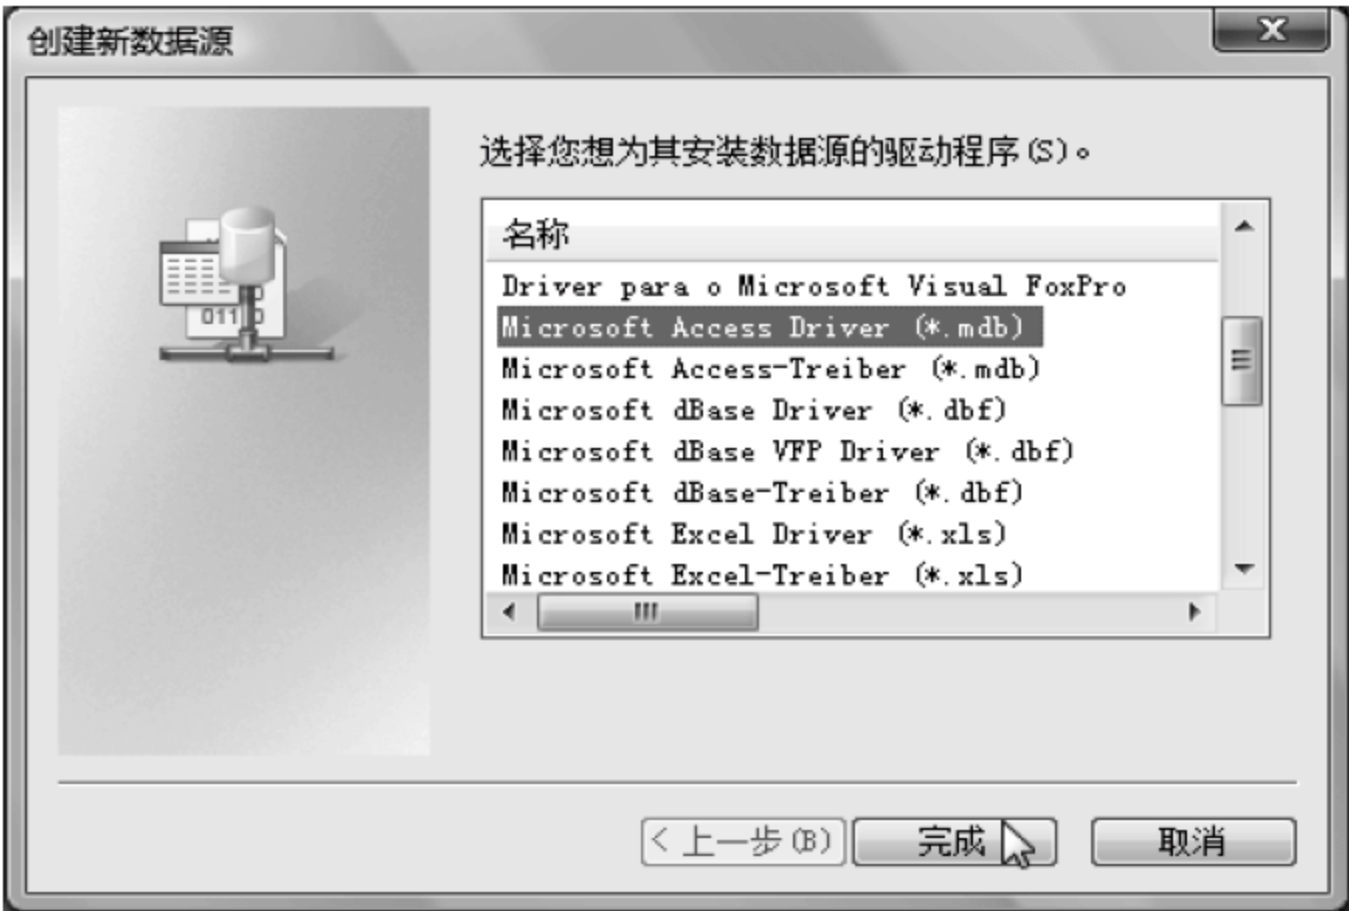 创建新数据源
选择您想为其安装数据源的驱动程序(S)。
名称
Driver para o Microsoft Visual FoxPro
Microsoft Access Driver (*.mdb)
Microsoft Access-Treiber (*.mdb)
Microsoft dBase Driver (*.dbf)
Microsoft dBase VFP Driver (*.dbf)
Microsoft dBase-Treiber (*.dbf)
Microsoft Excel Driver (*.xls)
Microsoft Excel-Treiber (*.xls)
< 上一步(B) 完成 取消